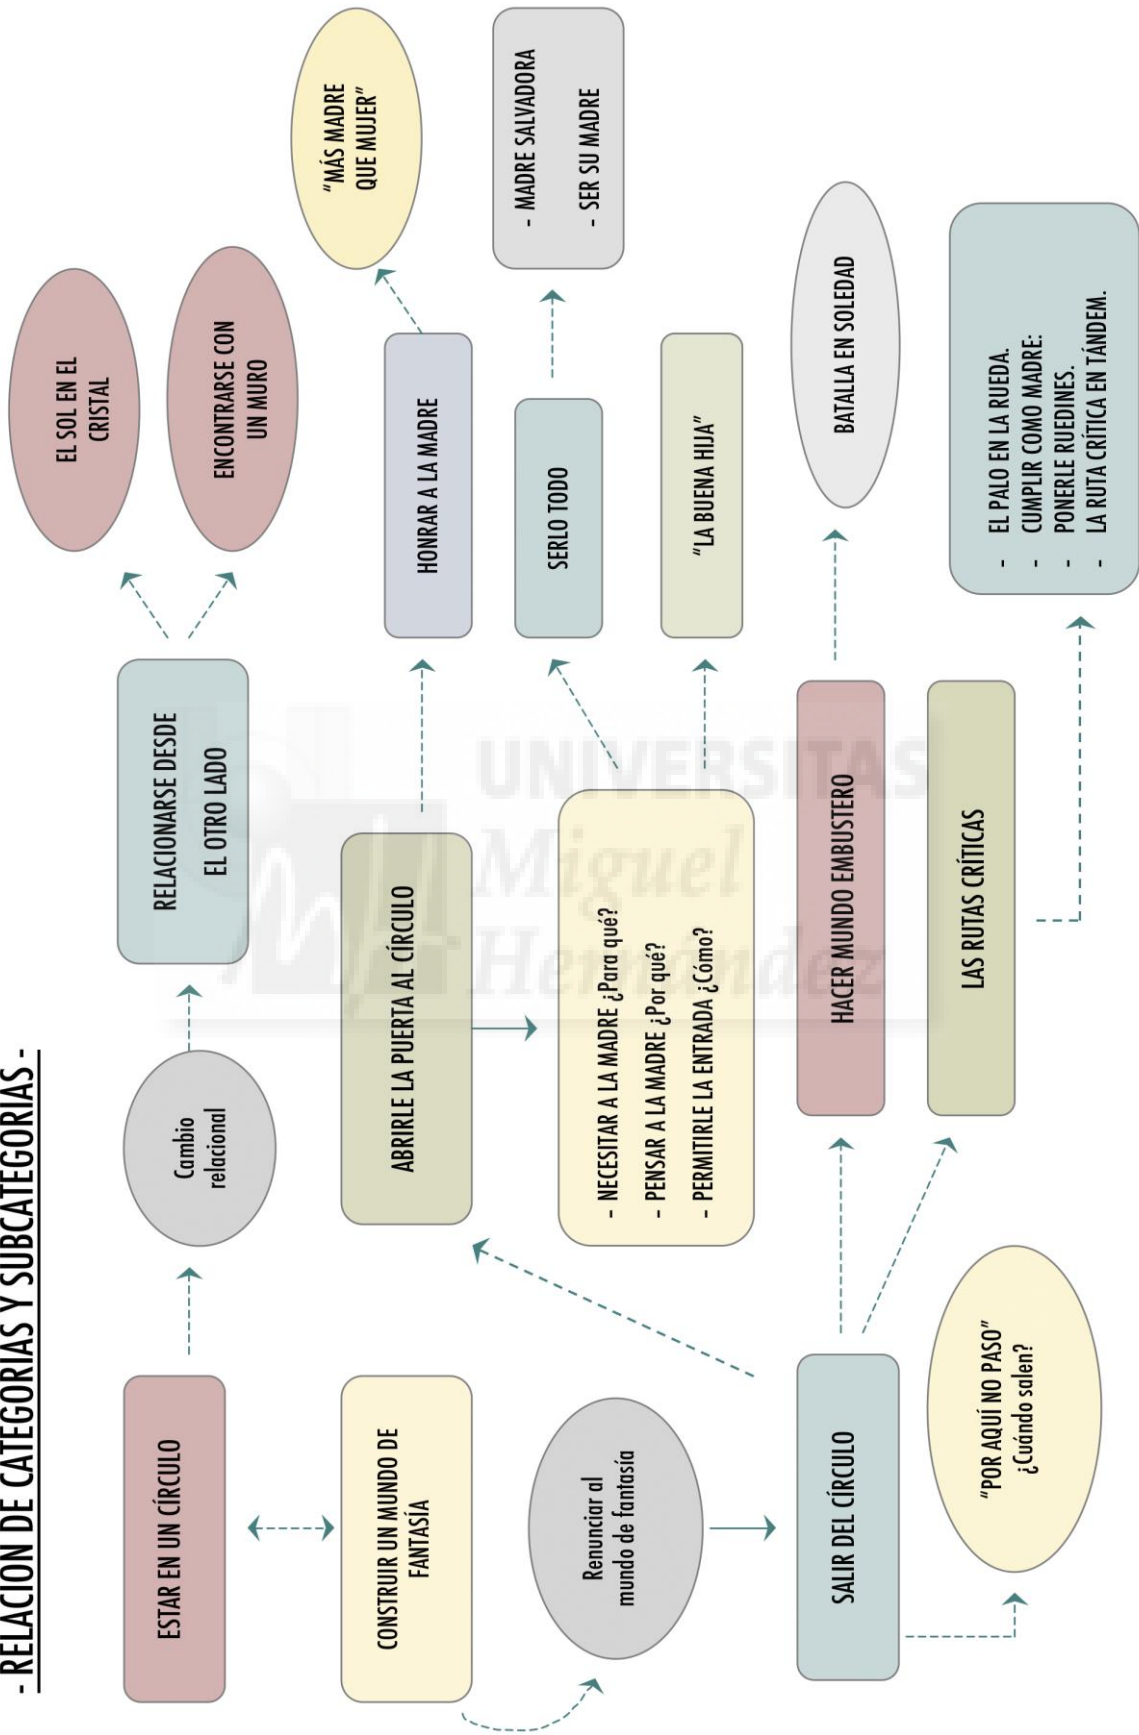 - RELACION DE CATEGORIAS Y SUBCATEGORIAS -
ESTAR EN UN CÍRCULO
Cambio
relacional
RELACIONARSE DESDE
EL OTRO LADO
EL SOL EN EL
CRISTAL
ENCONTRARSE CON
UN MURO
CONSTRUIR UN MUNDO DE
FANTASÍA
ABRIRLE LA PUERTA AL CÍRCULO
HONRAR A LA MADRE
"MÁS MADRE
QUE MUJER"
Renunciar al
mundo de fantasía
- NECESITAR A LA MADRE ¿Para qué?
- PENSAR A LA MADRE ¿Por qué?
- PERMITIRLE LA ENTRADA ¿Cómo?
SERLO TODO
- MADRE SALVADORA
- SER SU MADRE
"LA BUENA HIJA"
SALIR DEL CÍRCULO
HACER MUNDO EMBUSTERO
BATALLA EN SOLEDAD
"POR AQUÍ NO PASO"
¿Cuándo salen?
LAS RUTAS CRÍTICAS
- EL PALO EN LA RUEDA.
- CUMPLIR COMO MADRE:
- PONERLE RUEDINES.
- LA RUTA CRÍTICA EN TÁNDEM.
UNIVERSITAS
Miguel
Hernández